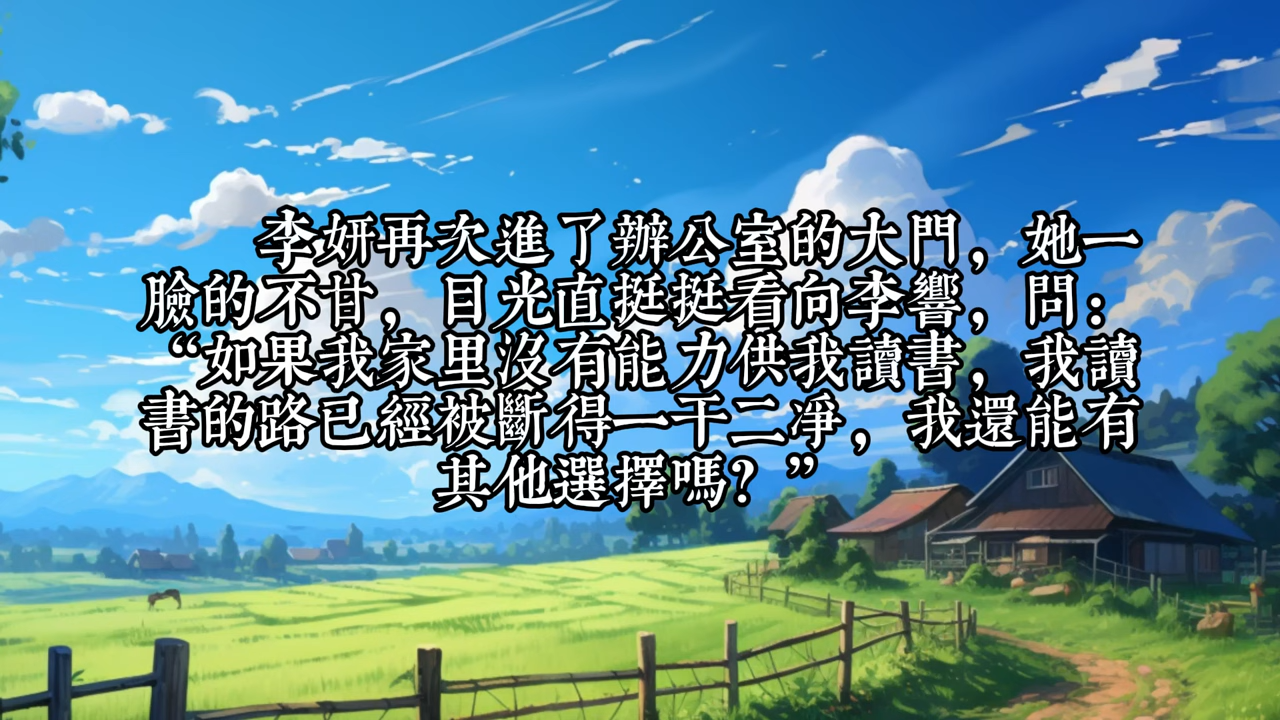 李妍再次進了辦公室的大門，她一
臉的不甘，目光直挺挺看向李響，問：
“如果我家里沒有能力供我讀書，我讀
書的路已經被斷得一干二凈，我還能有
其他選擇嗎？”